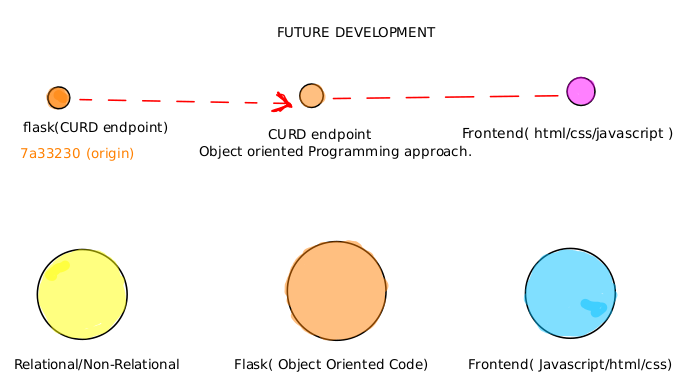 FUTURE DEVELOPMENT
flask(CURD endpoint)
7a33230 (origin)
CURD endpoint
Object oriented Programming approach.
Frontend( html/css/javascript )
Relational/Non-Relational
Flask( Object Oriented Code)
Frontend( Javascript/html/css)